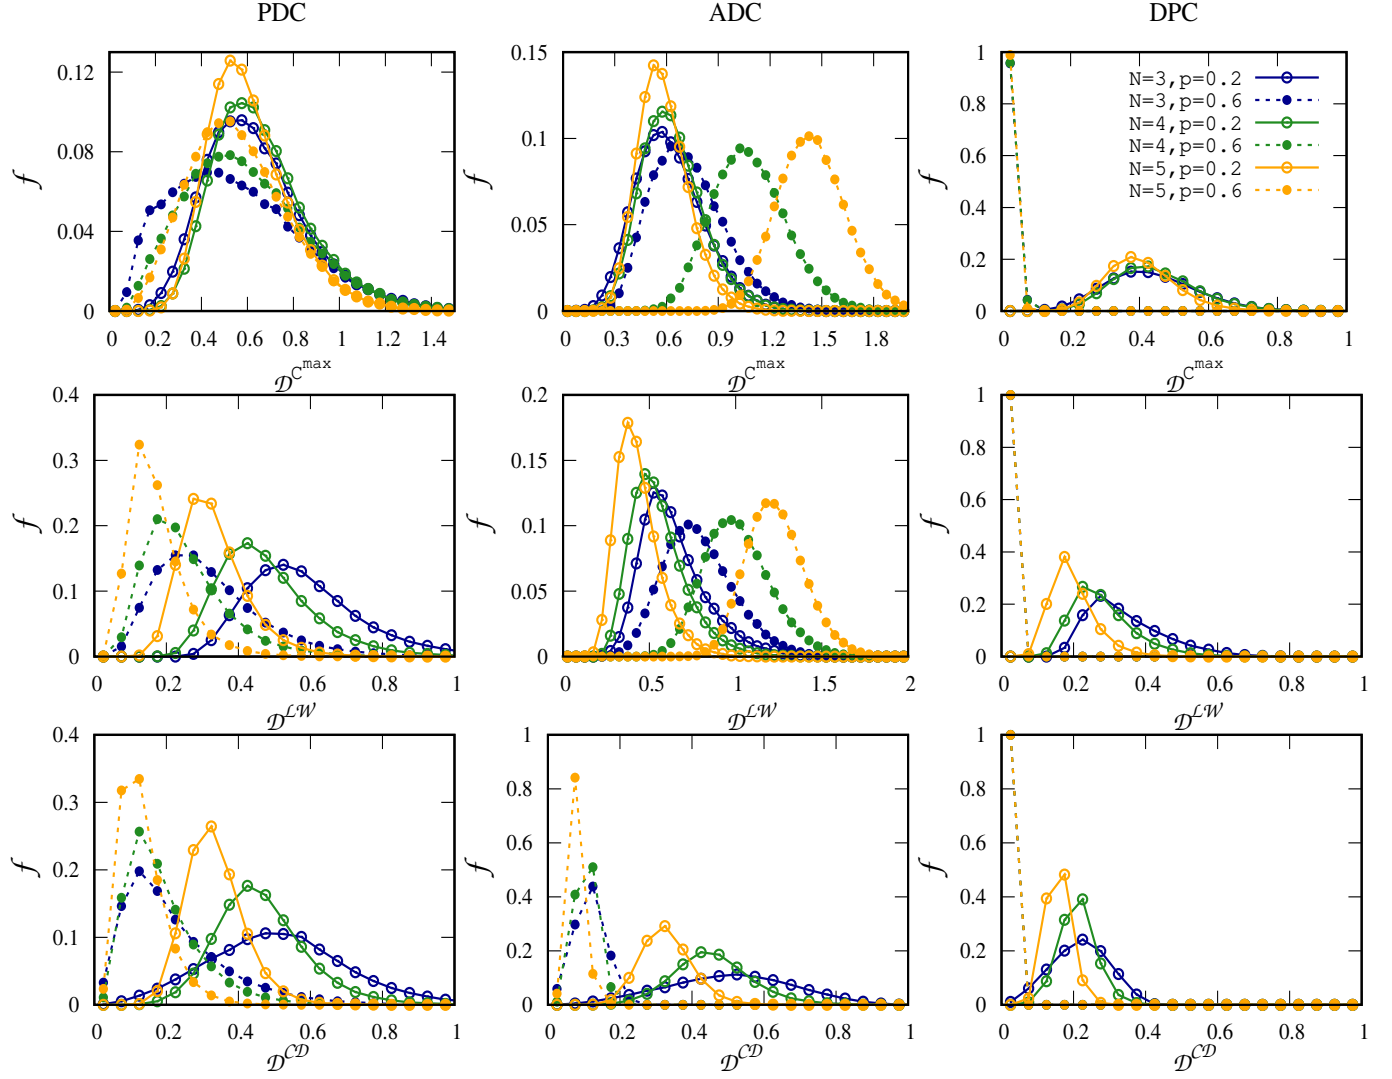 PDC ADC DPC
0.12
0.08
0.04
0
f
0 0.2 0.4 0.6 0.8 1 1.2 1.4
𝒟^C^max
0.15
0.1
0.05
0
f
0.3 0.6 0.9 1.2 1.5 1.8
𝒟^C^max
1
0.8
0.6
0.4
0.2
0
f
N=3,p=0.2
N=3,p=0.6
N=4,p=0.2
N=4,p=0.6
N=5,p=0.2
N=5,p=0.6
0 0.2 0.4 0.6 0.8 1
𝒟^C^max
0.4
0.3
0.2
0.1
0
f
0 0.2 0.4 0.6 0.8 1
𝒟^ℒ𝒲
0.2
0.15
0.1
0.05
0
f
0 0.5 1 1.5 2
𝒟^ℒ𝒲
1
0.8
0.6
0.4
0.2
0
f
0 0.2 0.4 0.6 0.8 1
𝒟^ℒ𝒲
0.4
0.3
0.2
0.1
0
f
0 0.2 0.4 0.6 0.8 1
𝒟^𝒞𝒟
1
0.8
0.6
0.4
0.2
0
f
0 0.2 0.4 0.6 0.8 1
𝒟^𝒞𝒟
1
0.8
0.6
0.4
0.2
0
f
0 0.2 0.4 0.6 0.8 1
𝒟^𝒞𝒟